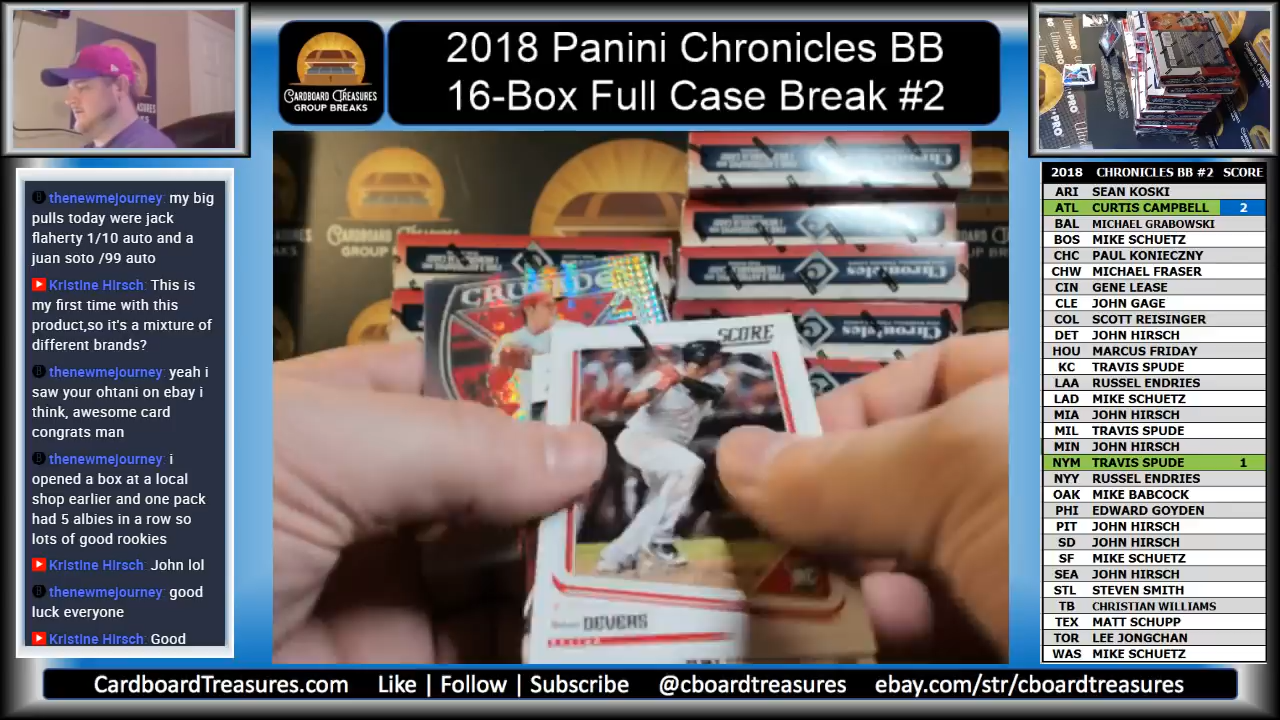 2018 Panini Chronicles BB
16-Box Full Case Break #2
CARDBOARD TREASURES
GROUP BREAKS
thenewmejourney: my big
pulls today were jack
flaherty 1/10 auto and a
juan soto /99 auto
Kristine Hirsch: This is
my first time with this
product,so it's a mixture of
different brands?
thenewmejourney: yeah i
saw your ohtani on ebay i
think, awesome card
congrats man
thenewmejourney: i
opened a box at a local
shop earlier and one pack
had 5 albies in a row so
lots of good rookies
Kristine Hirsch: John lol
thenewmejourney: good
luck everyone
Kristine Hirsch: Good
CRUSADE
SCORE
DEVERS
Chronicles
2018 CHRONICLES BB #2 SCORE
ARI SEAN KOSKI
ATL CURTIS CAMPBELL 2
BAL MICHAEL GRABOWSKI
BOS MIKE SCHUETZ
CHC PAUL KONIECZNY
CHW MICHAEL FRASER
CIN GENE LEASE
CLE JOHN GAGE
COL SCOTT REISINGER
DET JOHN HIRSCH
HOU MARCUS FRIDAY
KC TRAVIS SPUDE
LAA RUSSEL ENDRIES
LAD MIKE SCHUETZ
MIA JOHN HIRSCH
MIL TRAVIS SPUDE
MIN JOHN HIRSCH
NYM TRAVIS SPUDE 1
NYY RUSSEL ENDRIES
OAK MIKE BABCOCK
PHI EDWARD GOYDEN
PIT JOHN HIRSCH
SD JOHN HIRSCH
SF MIKE SCHUETZ
SEA JOHN HIRSCH
STL STEVEN SMITH
TB CHRISTIAN WILLIAMS
TEX MATT SCHUPP
TOR LEE JONGCHAN
WAS MIKE SCHUETZ
CardboardTreasures.com Like | Follow | Subscribe @cboardtreasures ebay.com/str/cboardtreasures